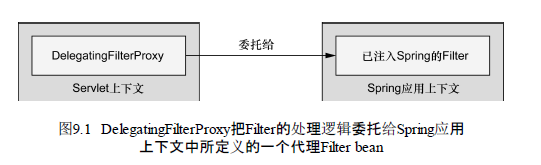 委托给
DelegatingFilterProxy
已注入Spring的Filter
Servlet上下文
Spring应用上下文
图9.1 DelegatingFilterProxy把Filter的处理逻辑委托给Spring应用
上下文中所定义的一个代理Filter bean